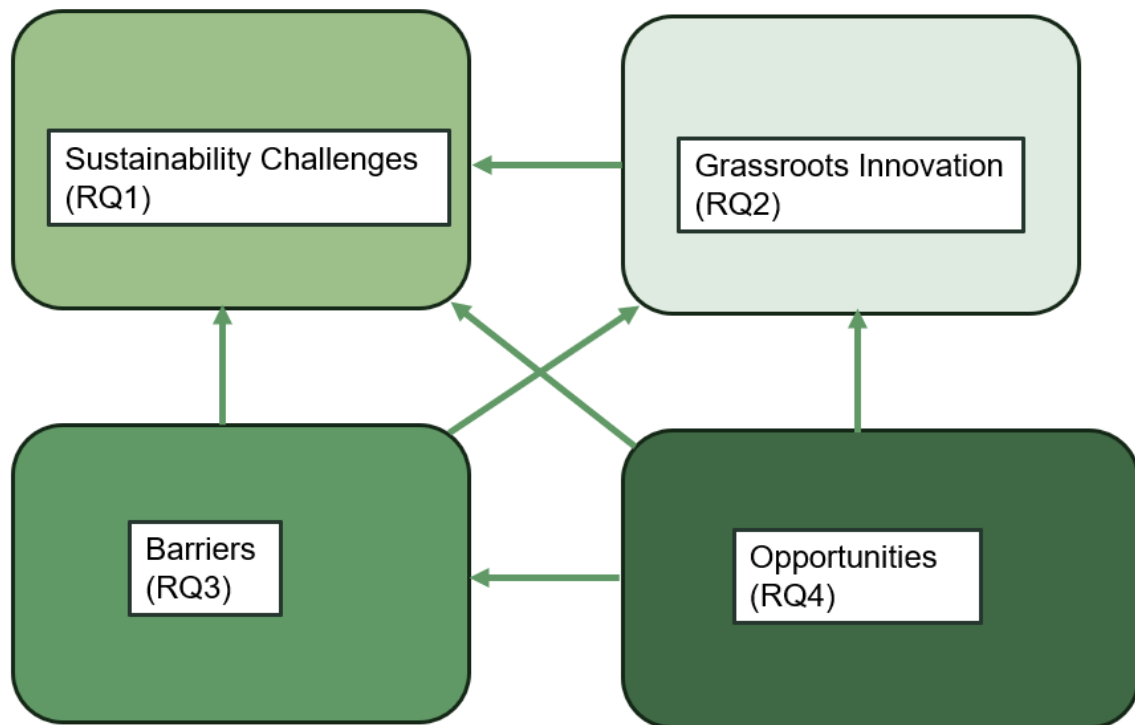 Sustainability Challenges
(RQ1)
Grassroots Innovation
(RQ2)
Barriers
(RQ3)
Opportunities
(RQ4)